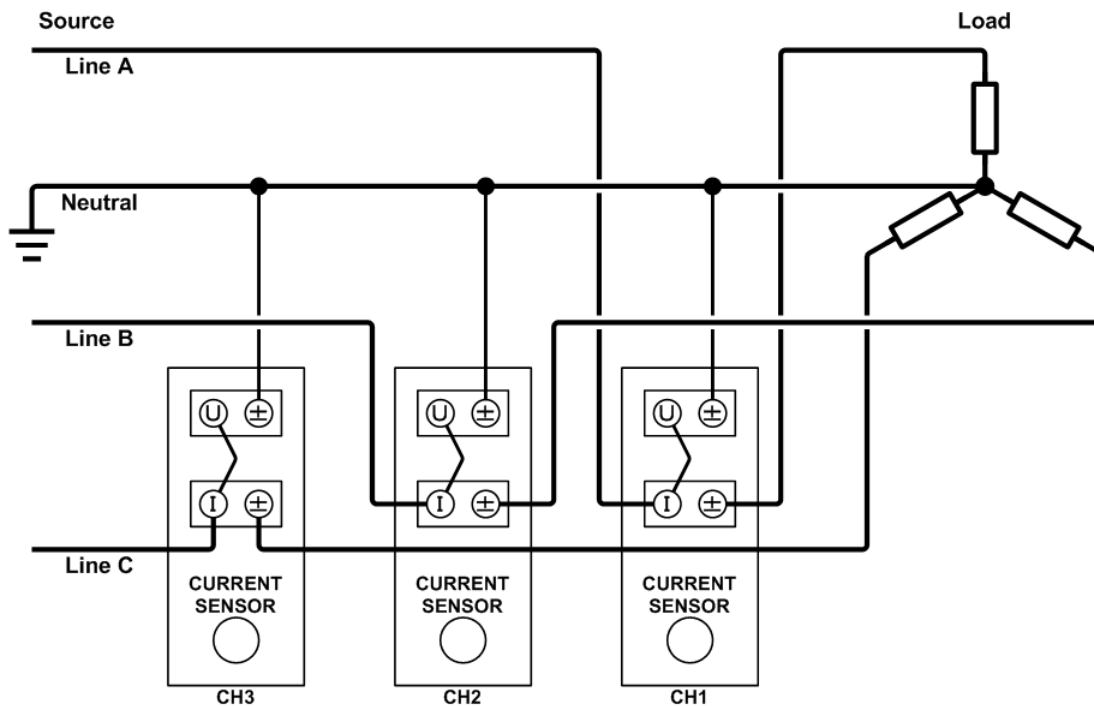 Source
Load
Line A
Neutral
Line B
U ±
U ±
U ±
I ±
I ±
I ±
Line C
CURRENT
SENSOR
CURRENT
SENSOR
CURRENT
SENSOR
CH3
CH2
CH1